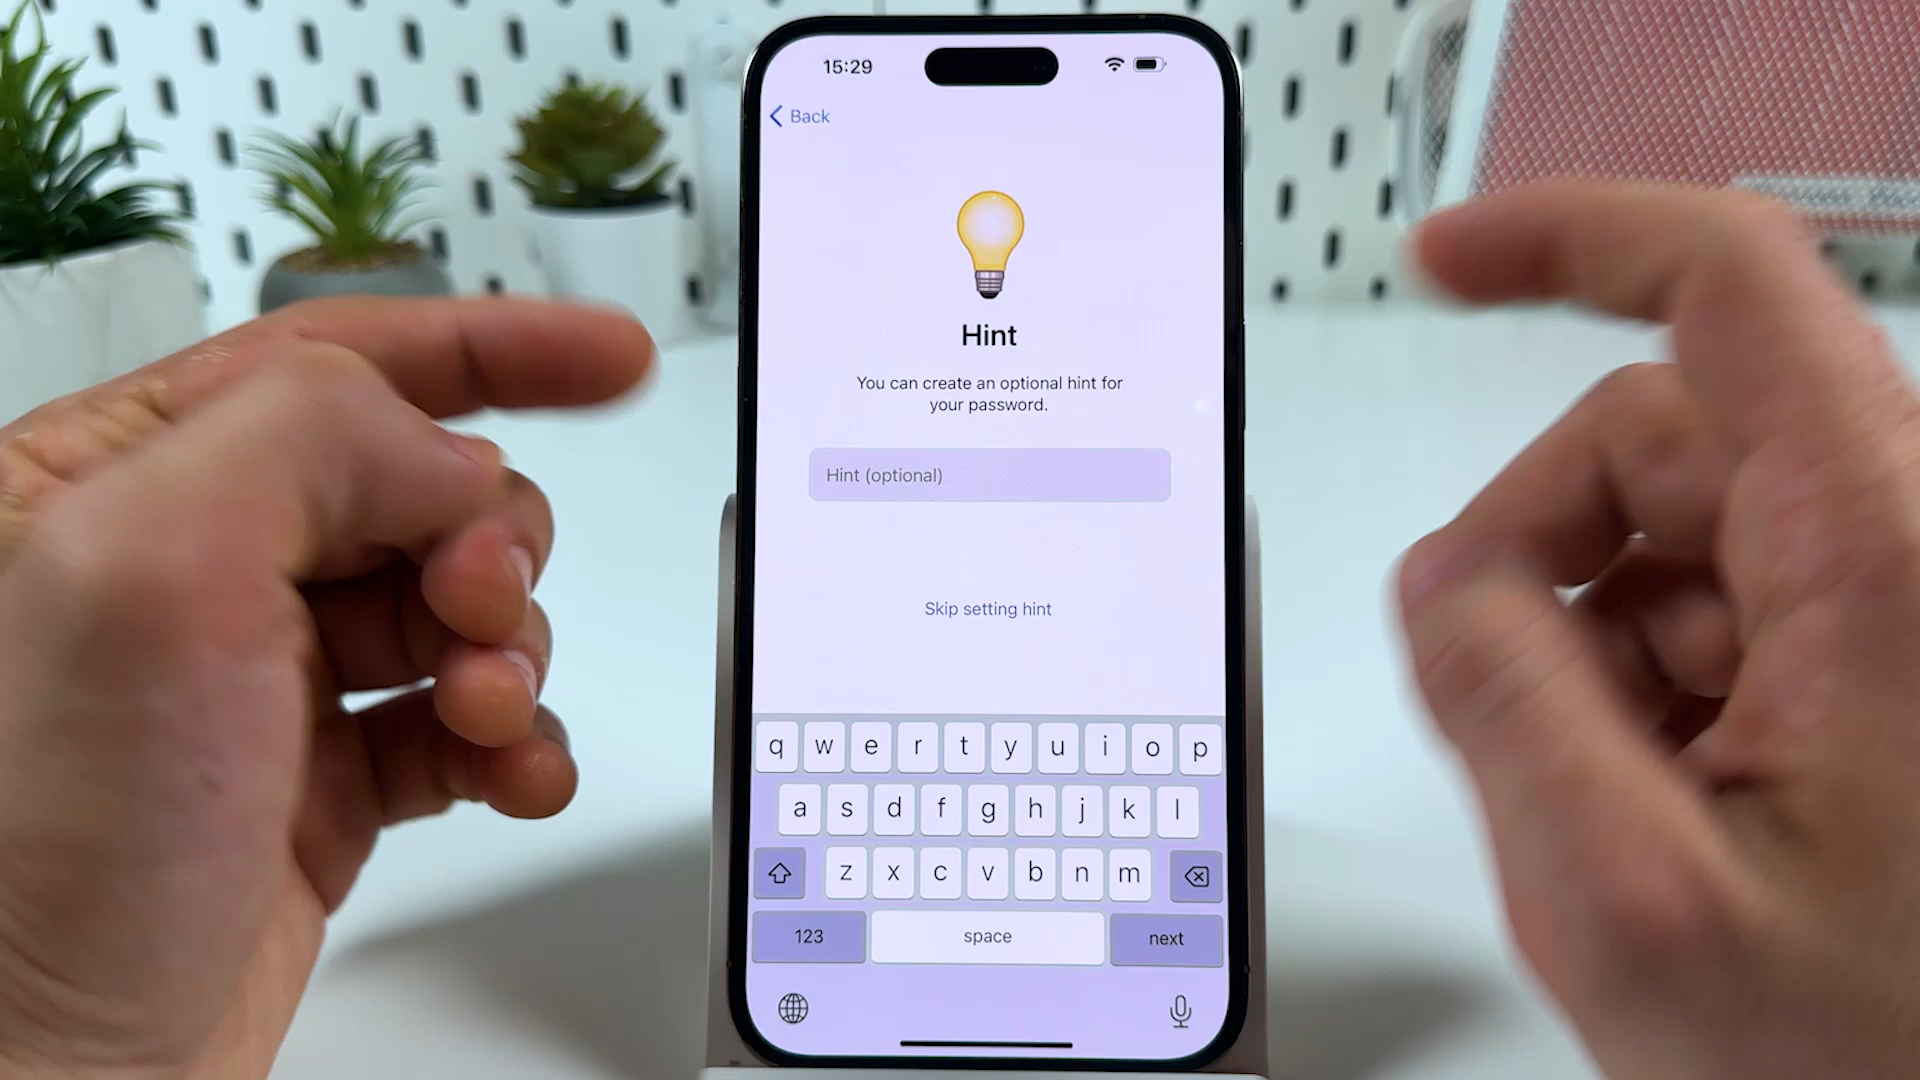 15:29
Back
Hint
You can create an optional hint for
your password.
Hint (optional)
Skip setting hint
q w e r t y u i o p
a s d f g h j k l
z x c v b n m
123 space next